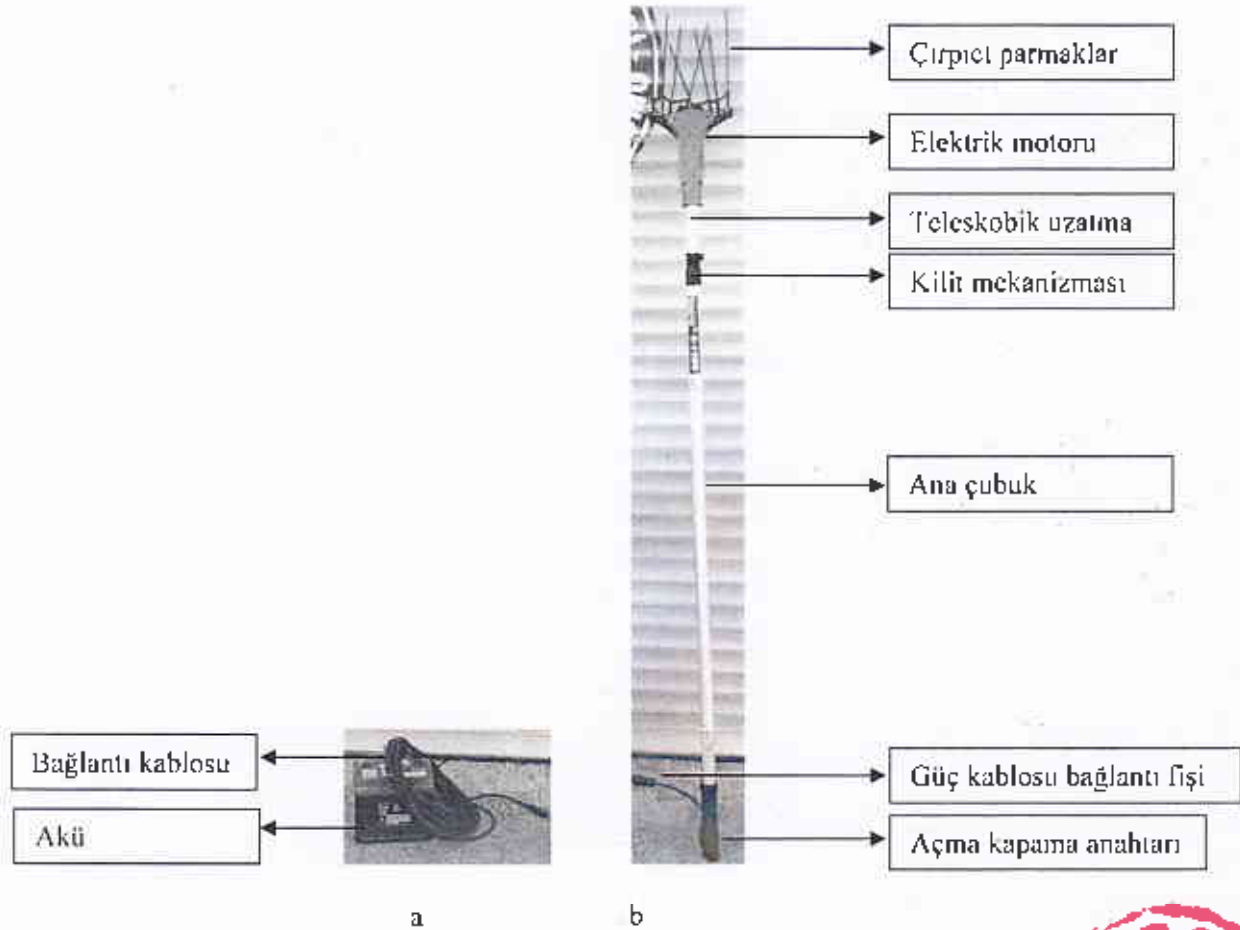 Çırpıcı parmaklar
Elektrik motoru
Teleskobik uzatma
Kilit mekanizması
Ana çubuk
Bağlantı kablosu
Güç kablosu bağlantı fişi
Akü
Açma kapama anahtarı
a
b